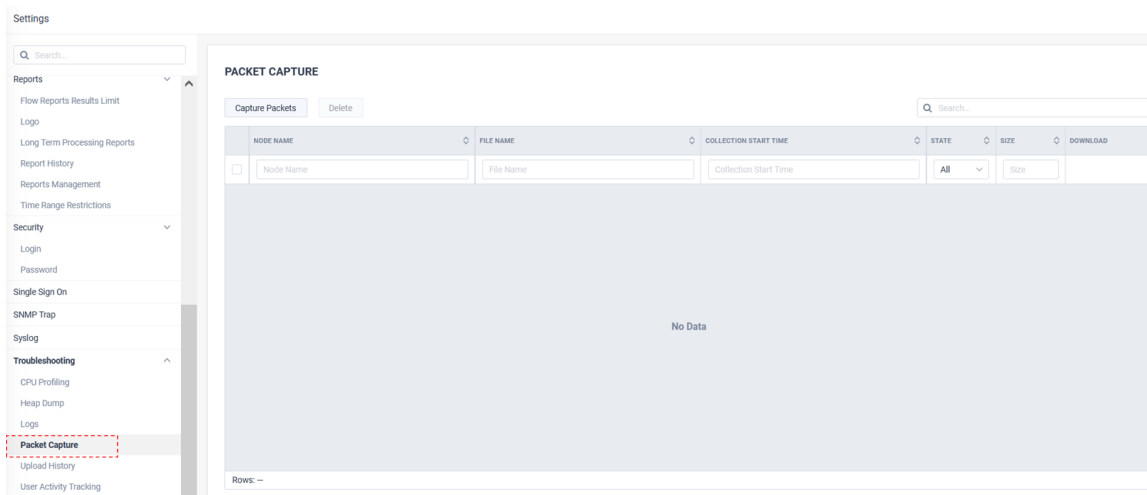 Settings
Search...
Reports
Flow Reports Results Limit
Logo
Long Term Processing Reports
Report History
Reports Management
Time Range Restrictions
Security
Login
Password
Single Sign On
SNMP Trap
Syslog
Troubleshooting
CPU Profiling
Heap Dump
Logs
Packet Capture
Upload History
User Activity Tracking
PACKET CAPTURE
Capture Packets Delete Search...
NODE NAME FILE NAME COLLECTION START TIME STATE SIZE DOWNLOAD
Node Name File Name Collection Start Time All Size
No Data
Rows: —